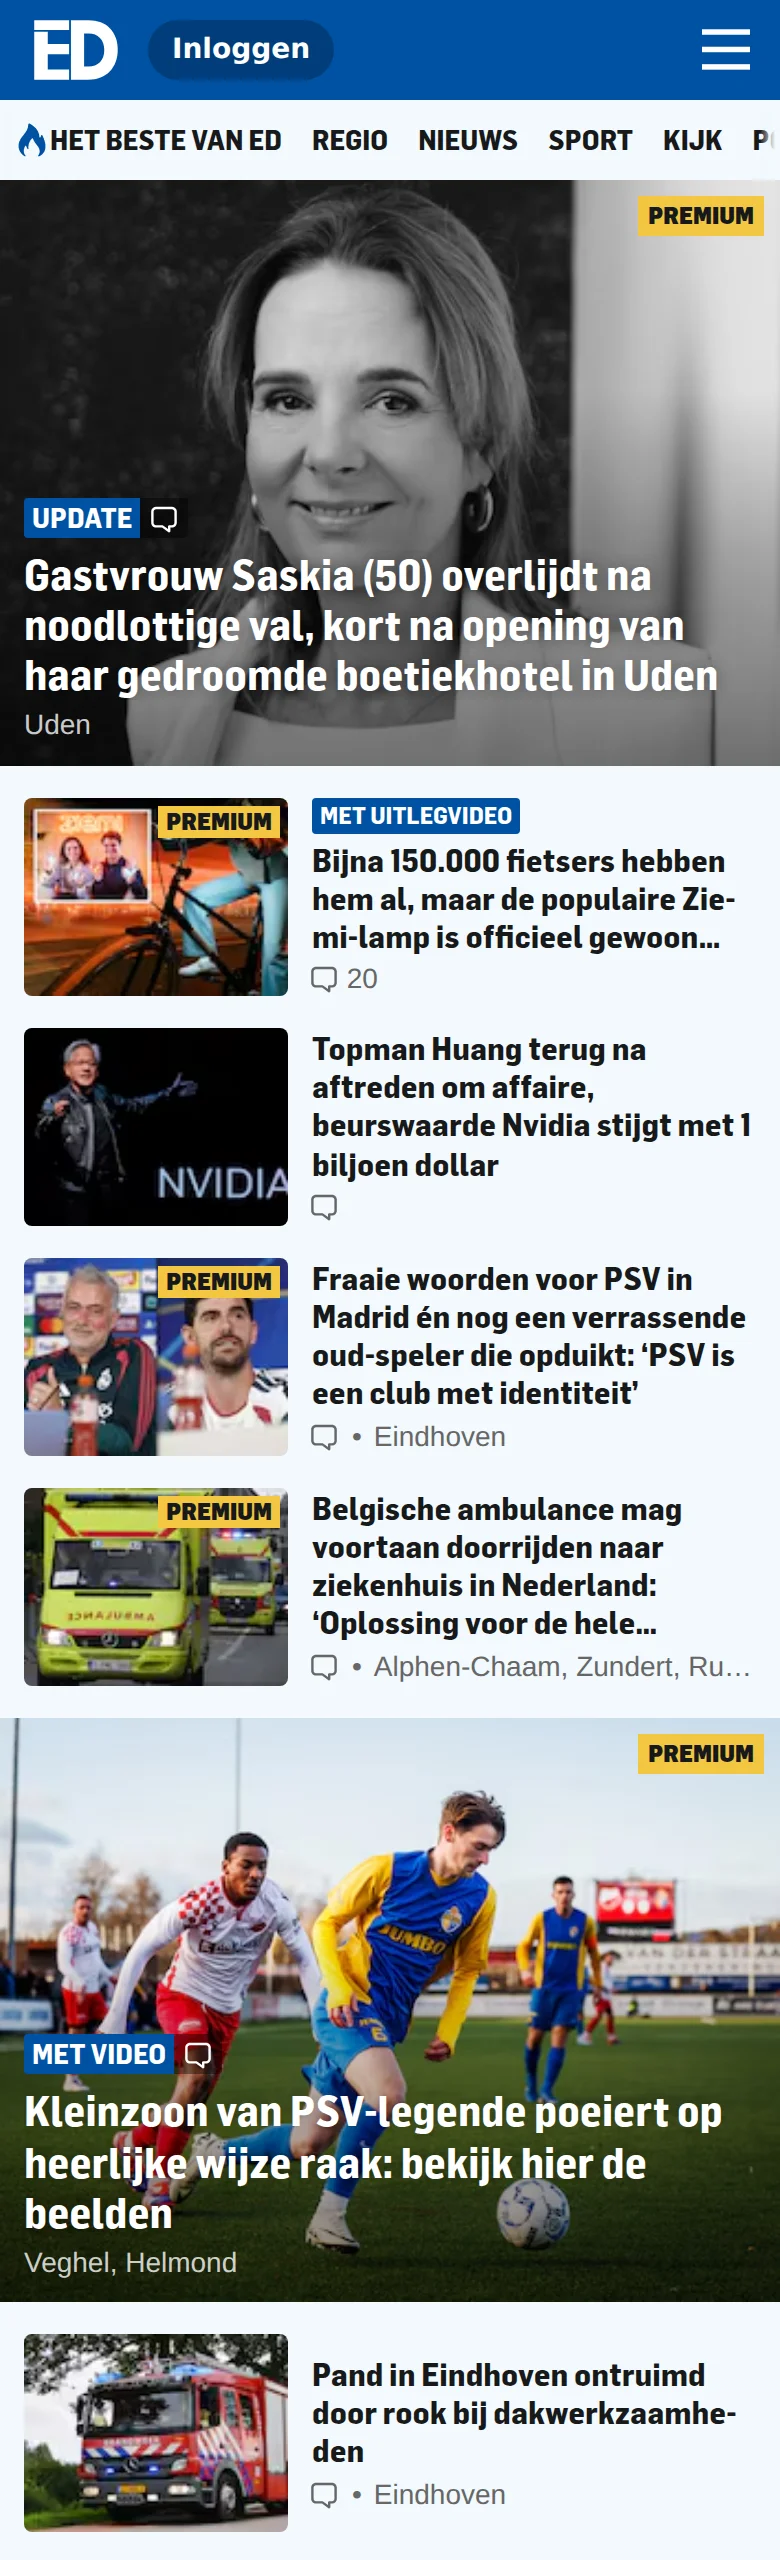 ED
Inloggen
HET BESTE VAN ED REGIO NIEUWS SPORT KIJK
PREMIUM
UPDATE
Gastvrouw Saskia (50) overlijdt na
noodlottige val, kort na opening van
haar gedroomde boetiekhotel in Uden
Uden
PREMIUM
MET UITLEGVIDEO
Bijna 150.000 fietsers hebben
hem al, maar de populaire Zie-
mi-lamp is officieel gewoon...
20
NVIDIA
Topman Huang terug na
aftreden om affaire,
beurswaarde Nvidia stijgt met 1
biljoen dollar
PREMIUM
Fraaie woorden voor PSV in
Madrid én nog een verrassende
oud-speler die opduikt: ‘PSV is
een club met identiteit’
• Eindhoven
PREMIUM
AMBULANCE
Belgische ambulance mag
voortaan doorrijden naar
ziekenhuis in Nederland:
‘Oplossing voor de hele...
• Alphen-Chaam, Zundert, Ru...
PREMIUM
JUMBO
VAN DER STRAA
6
MET VIDEO
Kleinzoon van PSV-legende poeiert op
heerlijke wijze raak: bekijk hier de
beelden
Veghel, Helmond
Pand in Eindhoven ontruimd
door rook bij dakwerkzaamhe-
den
• Eindhoven